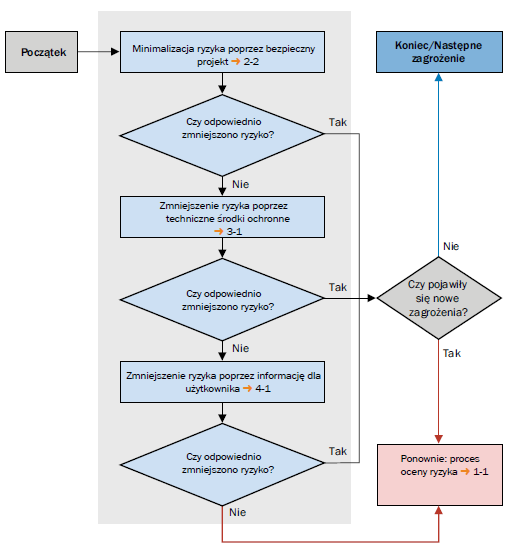 Początek
Minimalizacja ryzyka poprzez bezpieczny
projekt ➔ 2-2
Koniec/Następne
zagrożenie
Czy odpowiednio
zmniejszono ryzyko?
Tak
Nie
Zmniejszenie ryzyka poprzez
techniczne środki ochronne
➔ 3-1
Czy odpowiednio
zmniejszono ryzyko?
Tak
Nie
Czy pojawiły
się nowe
zagrożenia?
Nie
Tak
Zmniejszenie ryzyka poprzez informację dla
użytkownika ➔ 4-1
Czy odpowiednio
zmniejszono ryzyko?
Tak
Nie
Ponownie: proces
oceny ryzyka ➔ 1-1